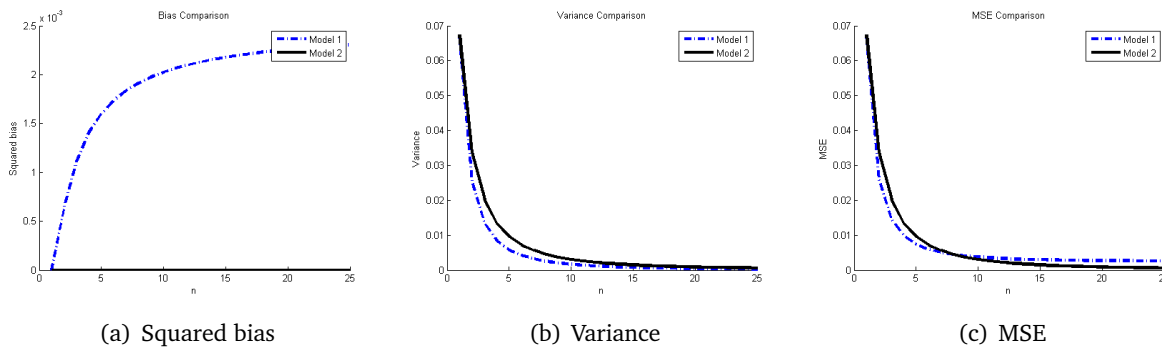 Bias Comparison
x 10⁻³
2.5
2
1.5
1
0.5
0
Squared bias
0 5 10 15 20 25
n
Model 1
Model 2
(a) Squared bias
Variance Comparison
0.07
0.06
0.05
0.04
0.03
0.02
0.01
0
Variance
0 5 10 15 20 25
n
Model 1
Model 2
(b) Variance
MSE Comparison
0.07
0.06
0.05
0.04
0.03
0.02
0.01
0
MSE
0 5 10 15 20 25
n
Model 1
Model 2
(c) MSE